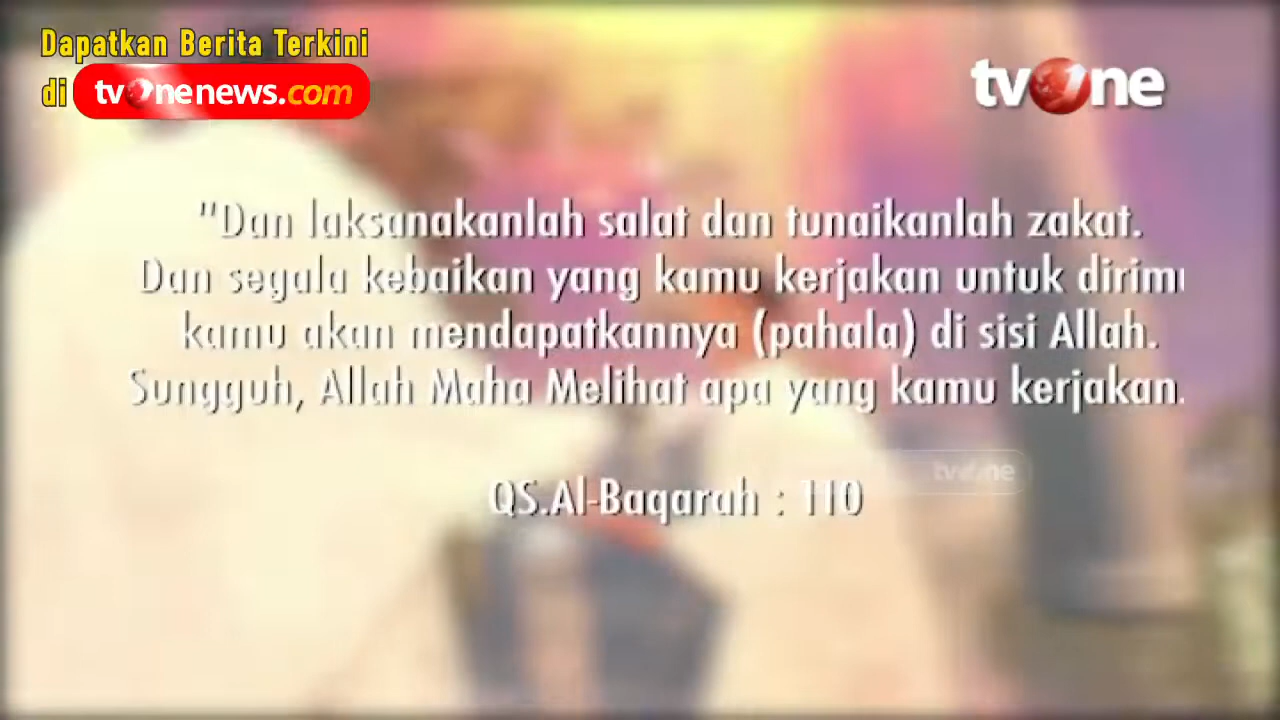 Dapatkan Berita Terkini
di tvOnenews.com
tvOne
"Dan laksanakanlah salat dan tunaikanlah zakat.
Dan segala kebaikan yang kamu kerjakan untuk dirimu
kamu akan mendapatkannya (pahala) di sisi Allah.
Sungguh, Allah Maha Melihat apa yang kamu kerjakan.
tvOne
QS.Al-Baqarah : 110